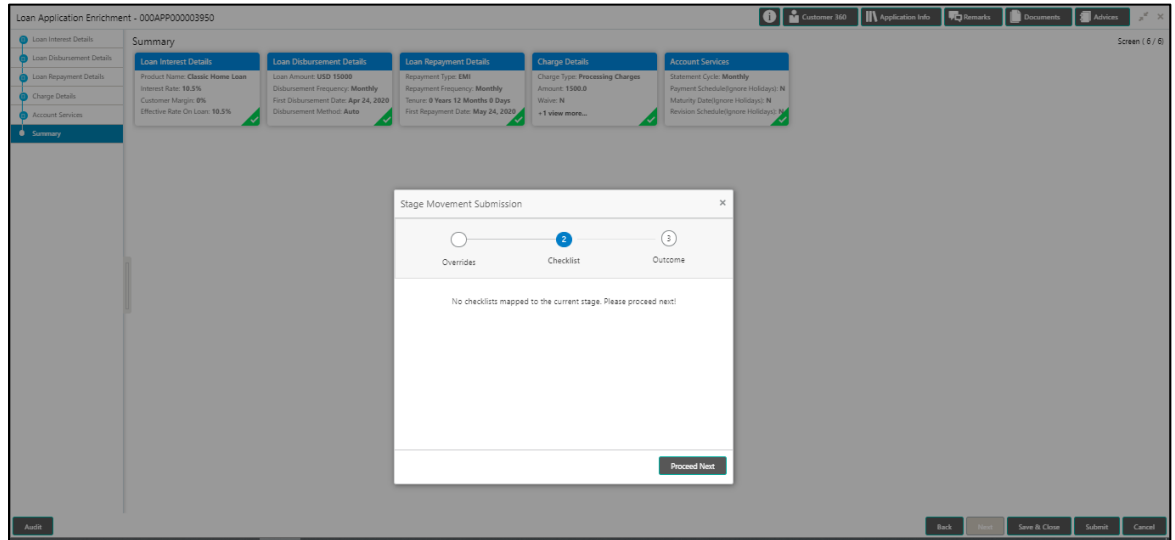 Loan Application Enrichment - 000APP000003950
Customer 360
Application Info
Remarks
Documents
Advices
Loan Interest Details
Loan Disbursement Details
Loan Repayment Details
Charge Details
Account Services
Summary
Summary
Screen ( 6 / 6)
Loan Interest Details
Product Name: Classic Home Loan
Interest Rate: 10.5%
Customer Margin: 0%
Effective Rate On Loan: 10.5%
Loan Disbursement Details
Loan Amount: USD 15000
Disbursement Frequency: Monthly
First Disbursement Date: Apr 24, 2020
Disbursement Method: Auto
Loan Repayment Details
Repayment Type: EMI
Repayment Frequency: Monthly
Tenure: 0 Years 12 Months 0 Days
First Repayment Date: May 24, 2020
Charge Details
Charge Type: Processing Charges
Amount: 1500.0
Waive: N
+1 view more...
Account Services
Statement Cycle: Monthly
Payment Schedule(Ignore Holidays): N
Maturity Date(Ignore Holidays): N
Revision Schedule(Ignore Holidays): N
Stage Movement Submission
2
3
Overrides
Checklist
Outcome
No checklists mapped to the current stage. Please proceed next!
Proceed Next
Audit
Back
Next
Save & Close
Submit
Cancel